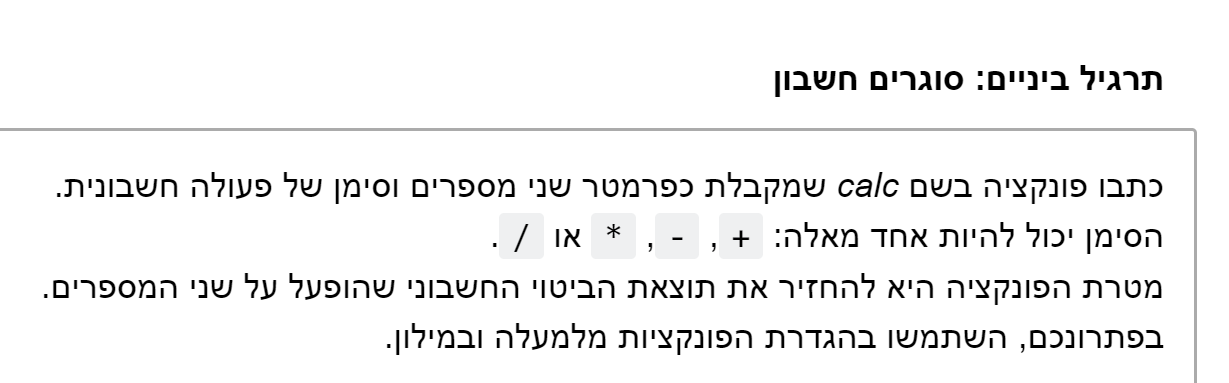 תרגיל ביניים: סוגרים חשבון
כתבו פונקציה בשם calc שמקבלת כפרמטר שני מספרים וסימן של פעולה חשבונית.
הסימן יכול להיות אחד מאלה: + , - , * או / .
מטרת הפונקציה היא להחזיר את תוצאת הביטוי החשבוני שהופעל על שני המספרים.
בפתרונכם, השתמשו בהגדרת הפונקציות מלמעלה ובמילון.